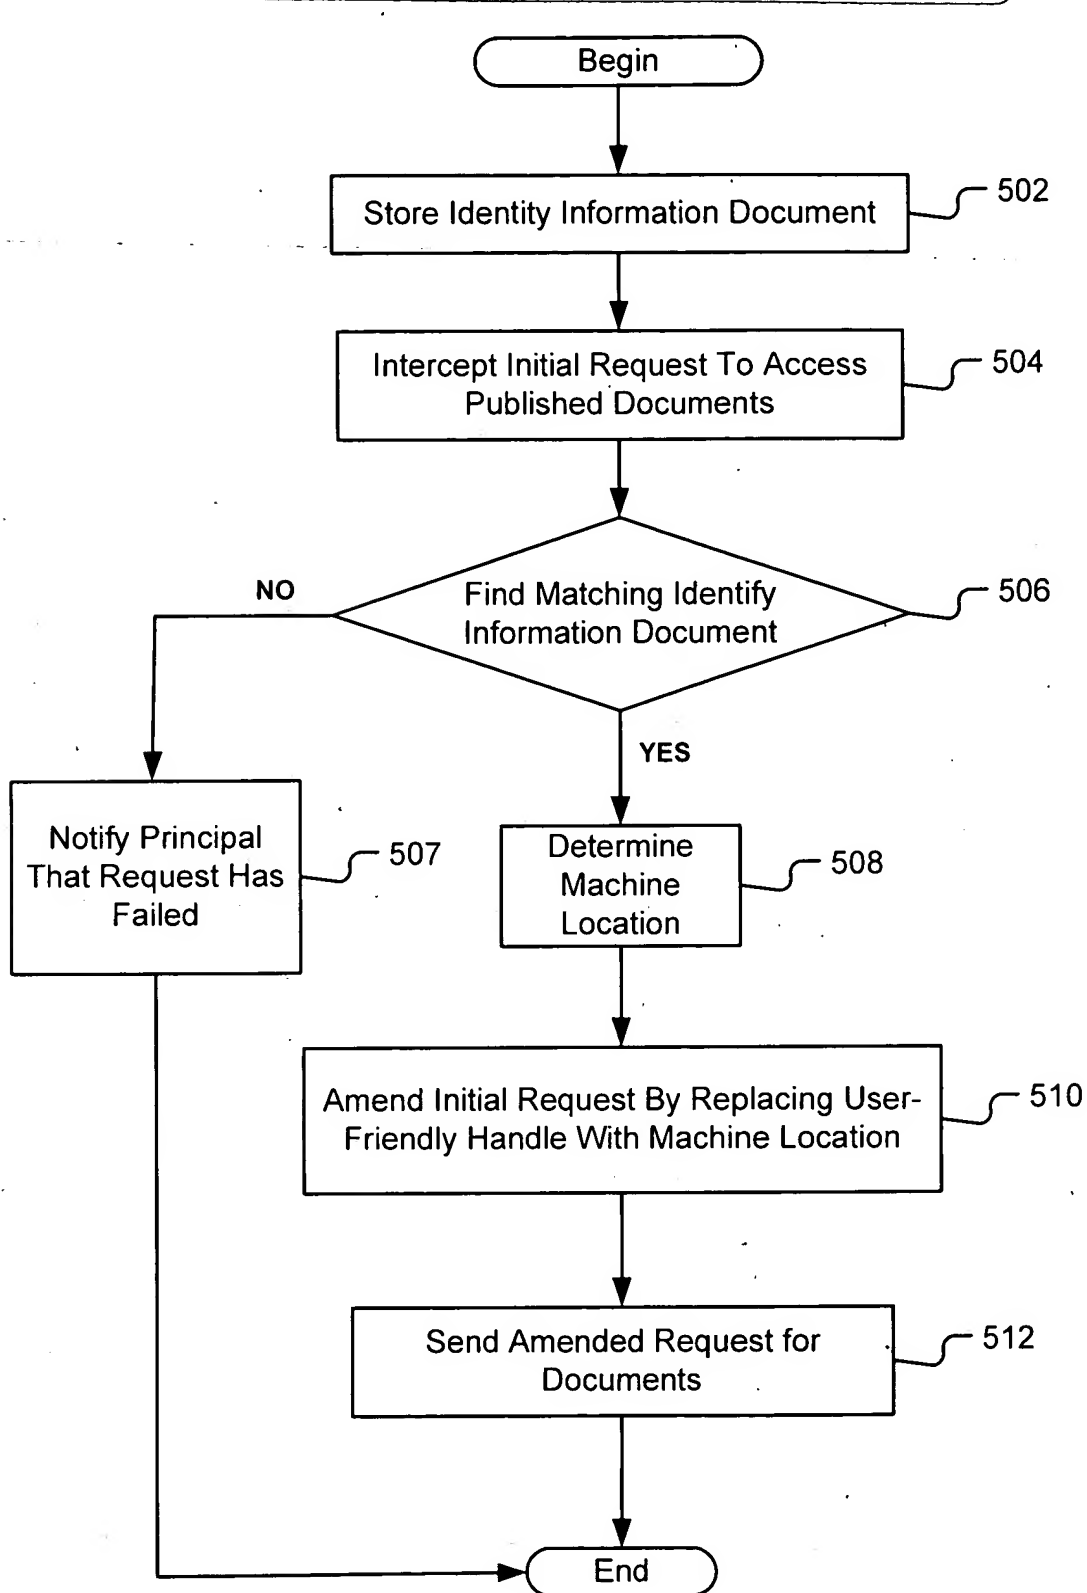 Begin
Store Identity Information Document
502
Intercept Initial Request To Access
Published Documents
504
Find Matching Identify
Information Document
506
NO
YES
Notify Principal
That Request Has
Failed
507
Determine
Machine
Location
508
Amend Initial Request By Replacing User-
Friendly Handle With Machine Location
510
Send Amended Request for
Documents
512
End